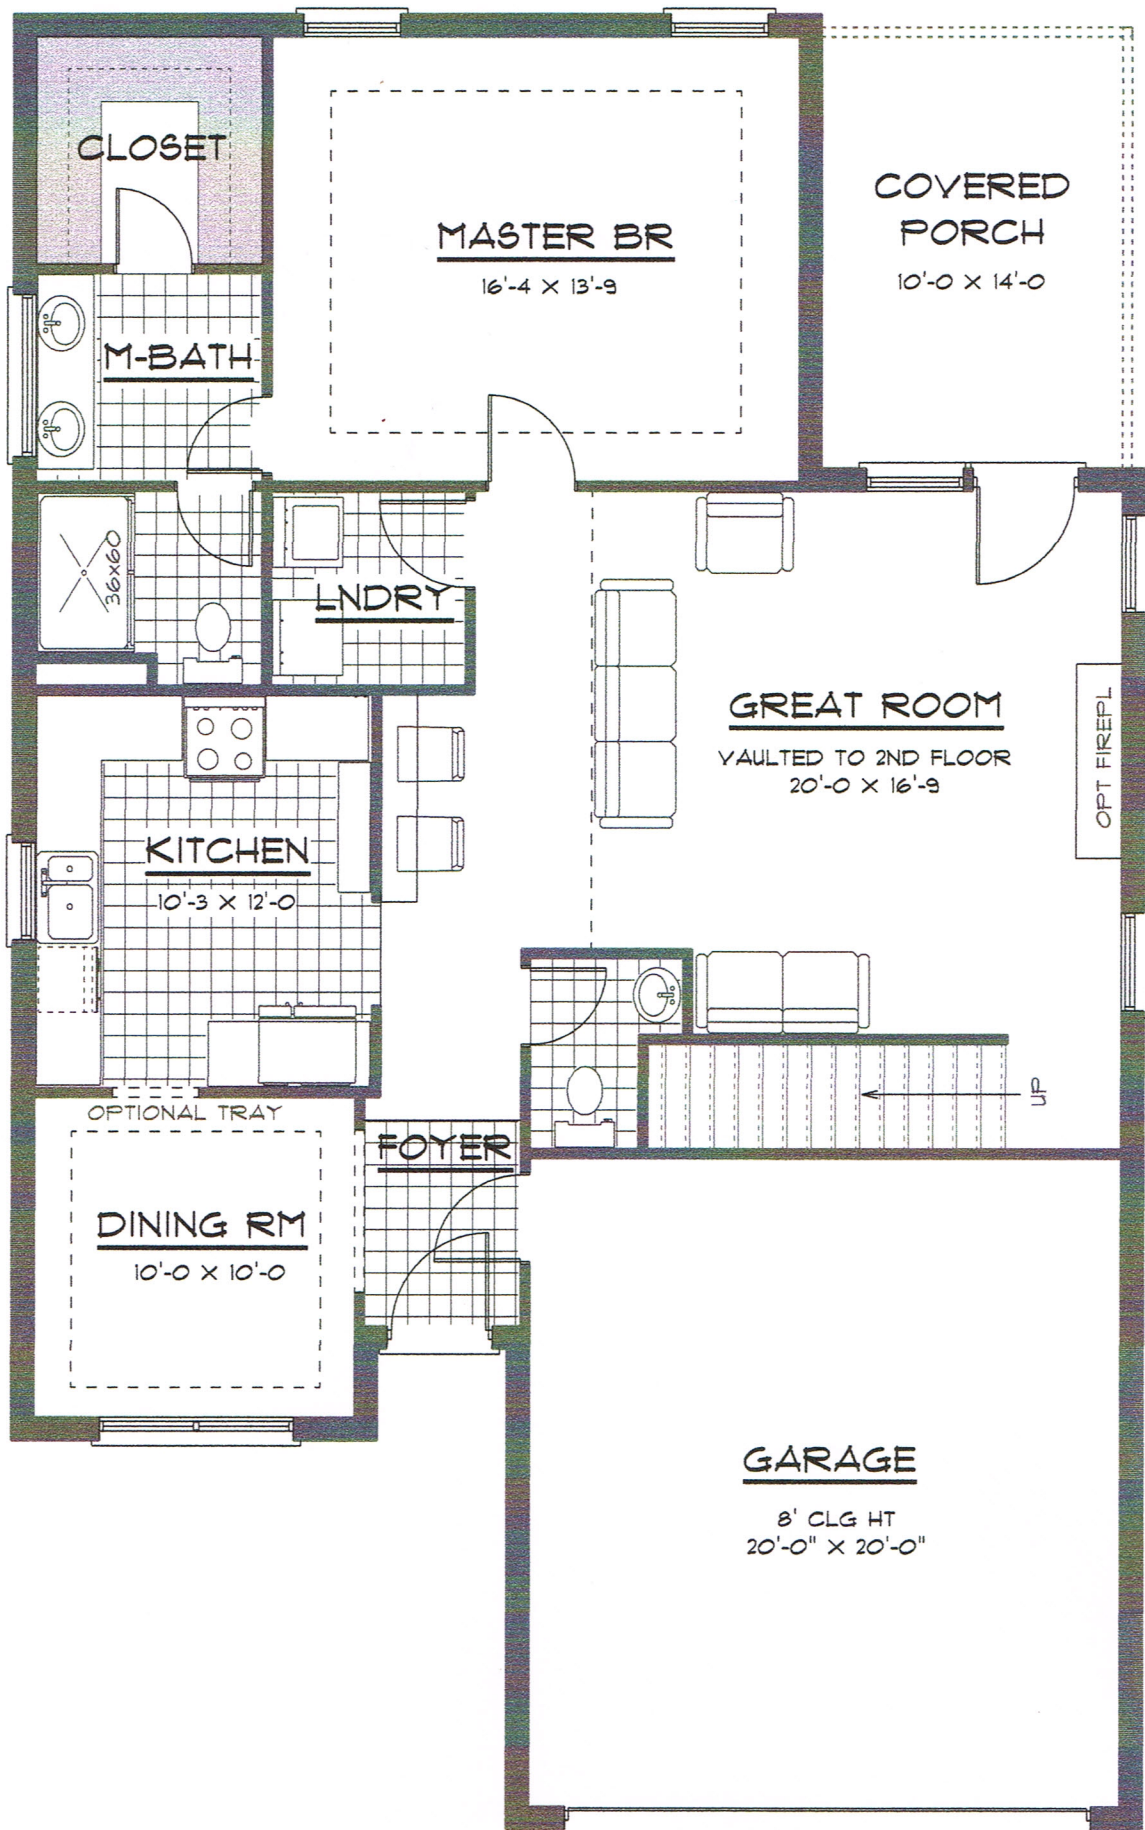 CLOSET
MASTER BR
16'-4 X 13'-9
COVERED
PORCH
10'-0 X 14'-0
M-BATH
36x60
LNDRY
GREAT ROOM
VAULTED TO 2ND FLOOR
20'-0 X 16'-9
OPT FIREPL
KITCHEN
10'-3 X 12'-0
UP
OPTIONAL TRAY
FOYER
DINING RM
10'-0 X 10'-0
GARAGE
8' CLG HT
20'-0" X 20'-0"